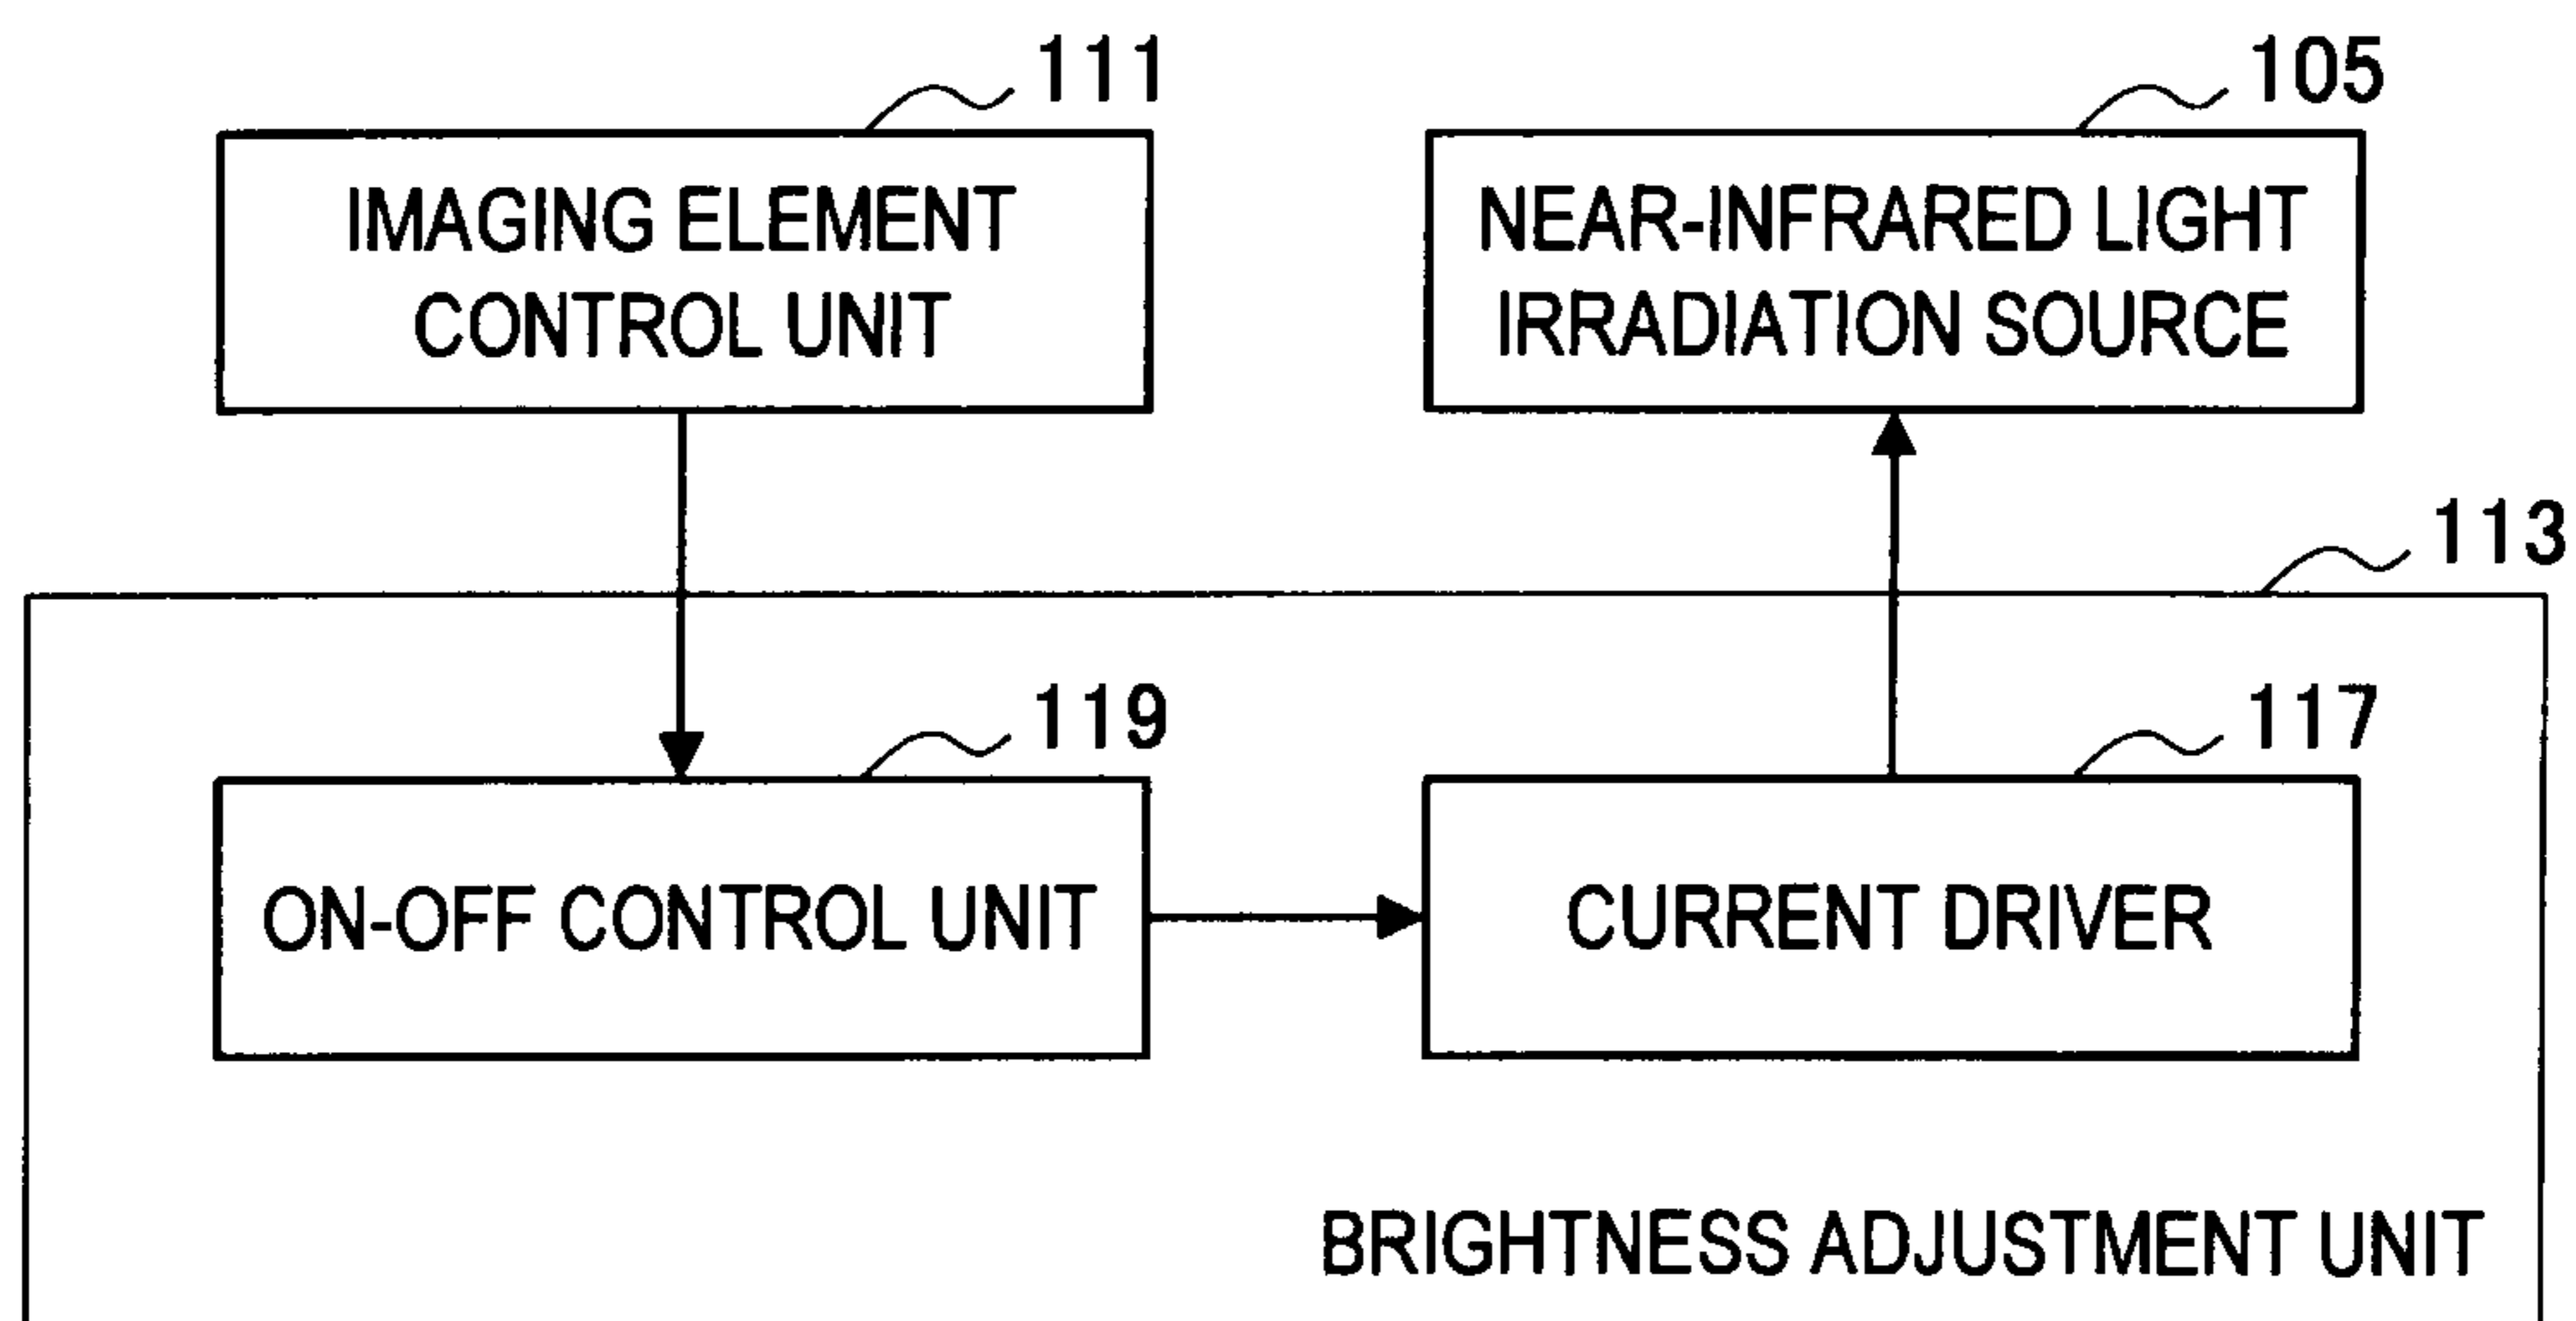 111
105
IMAGING ELEMENT
CONTROL UNIT
NEAR-INFRARED LIGHT
IRRADIATION SOURCE
113
119
117
ON-OFF CONTROL UNIT
CURRENT DRIVER
BRIGHTNESS ADJUSTMENT UNIT